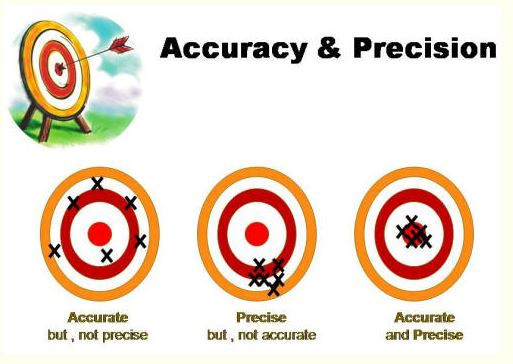 Accuracy & Precision
Accurate
but , not precise
Precise
but , not accurate
Accurate
and Precise